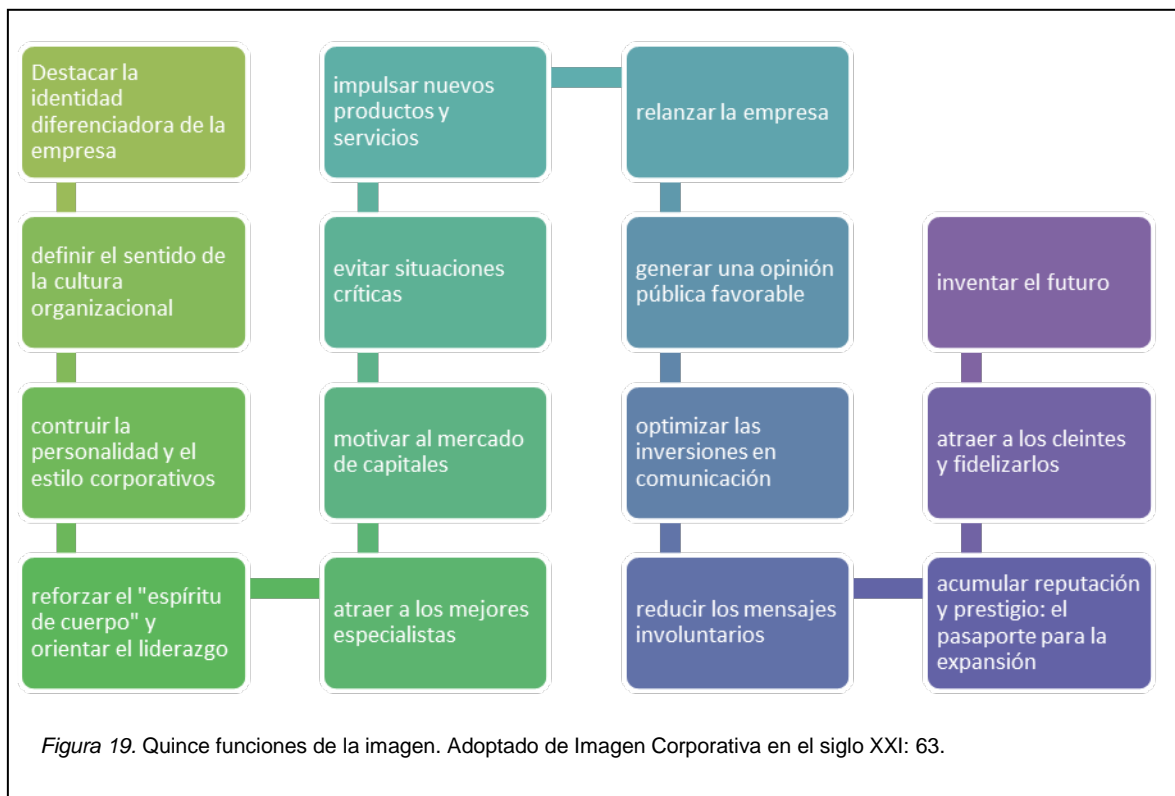 Destacar la
identidad
diferenciadora de la
empresa
definir el sentido de
la cultura
organizacional
contruir la
personalidad y el
estilo corporativos
reforzar el "espíritu
de cuerpo" y
orientar el liderazgo
atraer a los mejores
especialistas
motivar al mercado
de capitales
evitar situaciones
críticas
impulsar nuevos
productos y
servicios
relanzar la empresa
generar una opinión
pública favorable
optimizar las
inversiones en
comunicación
reducir los mensajes
involuntarios
acumular reputación
y prestigio: el
pasaporte para la
expansión
atraer a los cleintes
y fidelizarlos
inventar el futuro
Figura 19. Quince funciones de la imagen. Adoptado de Imagen Corporativa en el siglo XXI: 63.